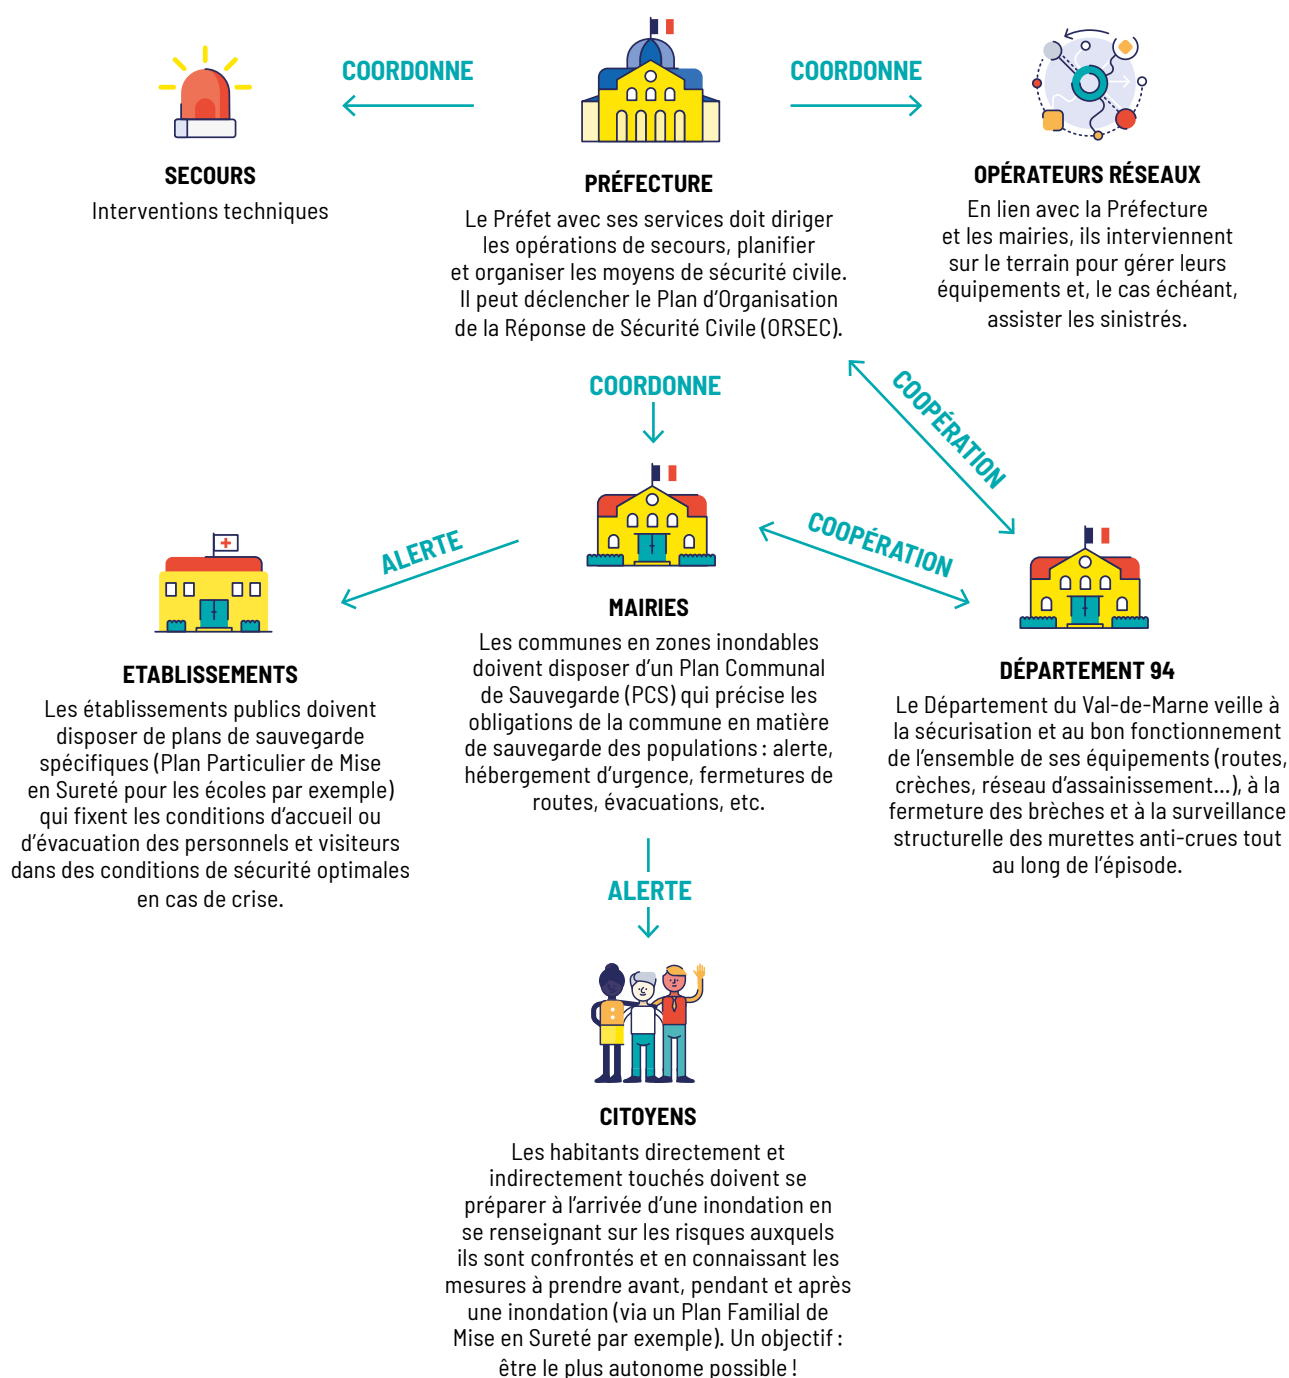 COORDONNE
COORDONNE
SECOURS
Interventions techniques
PRÉFECTURE
Le Préfet avec ses services doit diriger
les opérations de secours, planifier
et organiser les moyens de sécurité civile.
Il peut déclencher le Plan d'Organisation
de la Réponse de Sécurité Civile (ORSEC).
OPÉRATEURS RÉSEAUX
En lien avec la Préfecture
et les mairies, ils interviennent
sur le terrain pour gérer leurs
équipements et, le cas échéant,
assister les sinistrés.
COORDONNE
COOPÉRATION
ALERTE
COOPÉRATION
ETABLISSEMENTS
Les établissements publics doivent
disposer de plans de sauvegarde
spécifiques (Plan Particulier de Mise
en Sureté pour les écoles par exemple)
qui fixent les conditions d'accueil ou
d'évacuation des personnels et visiteurs
dans des conditions de sécurité optimales
en cas de crise.
MAIRIES
Les communes en zones inondables
doivent disposer d'un Plan Communal
de Sauvegarde (PCS) qui précise les
obligations de la commune en matière
de sauvegarde des populations : alerte,
hébergement d'urgence, fermetures de
routes, évacuations, etc.
DÉPARTEMENT 94
Le Département du Val-de-Marne veille à
la sécurisation et au bon fonctionnement
de l'ensemble de ses équipements (routes,
crèches, réseau d'assainissement...), à la
fermeture des brèches et à la surveillance
structurelle des murettes anti-crues tout
au long de l'épisode.
ALERTE
CITOYENS
Les habitants directement et
indirectement touchés doivent se
préparer à l'arrivée d'une inondation en
se renseignant sur les risques auxquels
ils sont confrontés et en connaissant les
mesures à prendre avant, pendant et après
une inondation (via un Plan Familial de
Mise en Sureté par exemple). Un objectif :
être le plus autonome possible !